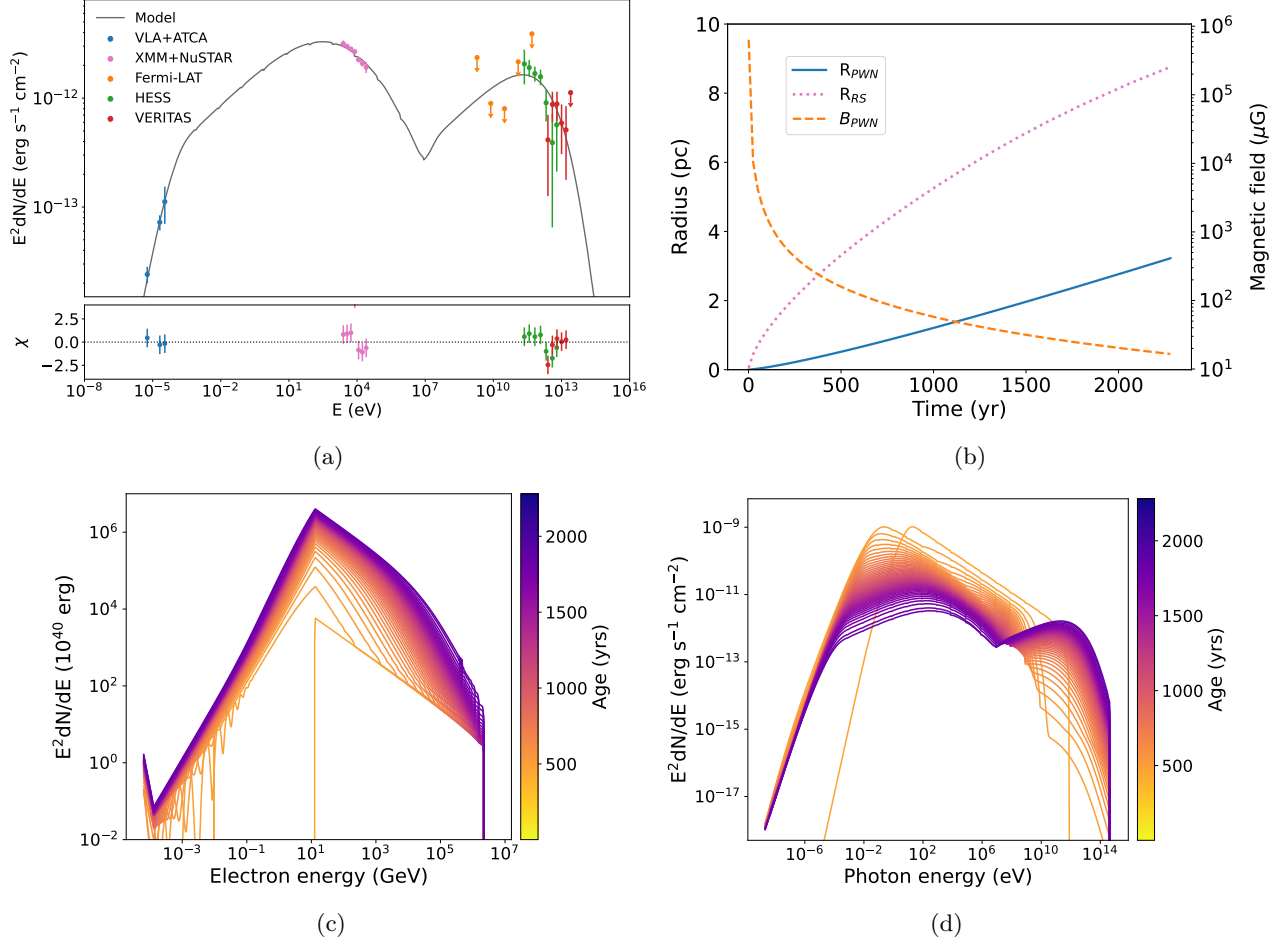 Model
VLA+ATCA
XMM+NuSTAR
Fermi-LAT
HESS
VERITAS
E²dN/dE (erg s⁻¹ cm⁻²)
10⁻¹²
10⁻¹³
χ
2.5
0.0
−2.5
10⁻⁸ 10⁻⁵ 10⁻² 10¹ 10⁴ 10⁷ 10¹⁰ 10¹³ 10¹⁶
E (eV)
(a)
R_PWN
R_RS
B_PWN
Radius (pc)
10
8
6
4
2
0
Magnetic field (μG)
10⁶
10⁵
10⁴
10³
10²
10¹
0 500 1000 1500 2000
Time (yr)
(b)
E²dN/dE (10⁴⁰ erg)
10⁶
10⁴
10²
10⁰
10⁻²
10⁻³ 10⁻¹ 10¹ 10³ 10⁵ 10⁷
Electron energy (GeV)
Age (yrs)
2000
1500
1000
500
(c)
E²dN/dE (erg s⁻¹ cm⁻²)
10⁻⁹
10⁻¹¹
10⁻¹³
10⁻¹⁵
10⁻¹⁷
10⁻⁶ 10⁻² 10² 10⁶ 10¹⁰ 10¹⁴
Photon energy (eV)
Age (yrs)
2000
1500
1000
500
(d)